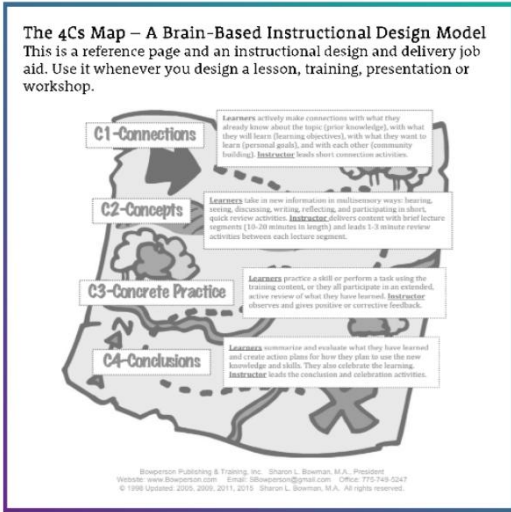 The 4Cs Map – A Brain-Based Instructional Design Model
This is a reference page and an instructional design and delivery job
aid. Use it whenever you design a lesson, training, presentation or
workshop.
C1-Connections
Learners actively make connections with what they
already know about the topic (prior knowledge), with what
they will learn (learning objectives), with what they want to
learn (personal goals), and with each other (community
building). Instructor leads short connection activities.
C2-Concepts
Learners take in new information in multisensory ways: hearing,
seeing, discussing, writing, reflecting, and participating in short,
quick review activities. Instructor delivers content with brief lecture
segments (10-20 minutes in length) and leads 1-3 minute review
activities between each lecture segment.
C3-Concrete Practice
Learners practice a skill or perform a task using the
training content, or they all participate in an extended,
active review of what they have learned. Instructor
observes and gives positive or corrective feedback.
N
C4-Conclusions
Learners summarize and evaluate what they have learned
and create action plans for how they plan to use the new
knowledge and skills. They also celebrate the learning.
Instructor leads the conclusion and celebration activities.
Bowperson Publishing & Training, Inc. Sharon L. Bowman, M.A., President
Website: www.Bowperson.com Email: SBowperson@gmail.com Office: 775-749-5247
© 1998 Updated: 2005, 2009, 2011, 2015 Sharon L. Bowman, M.A. All rights reserved.